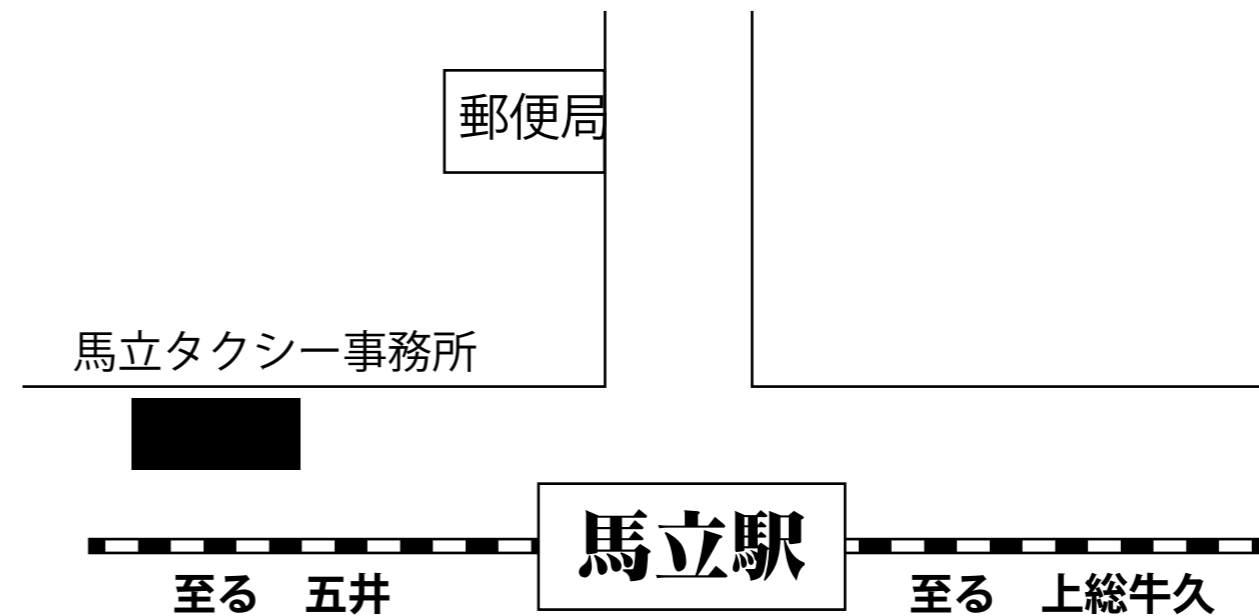 郵便局
馬立タクシー事務所
馬立駅
至る　五井
至る　上総牛久